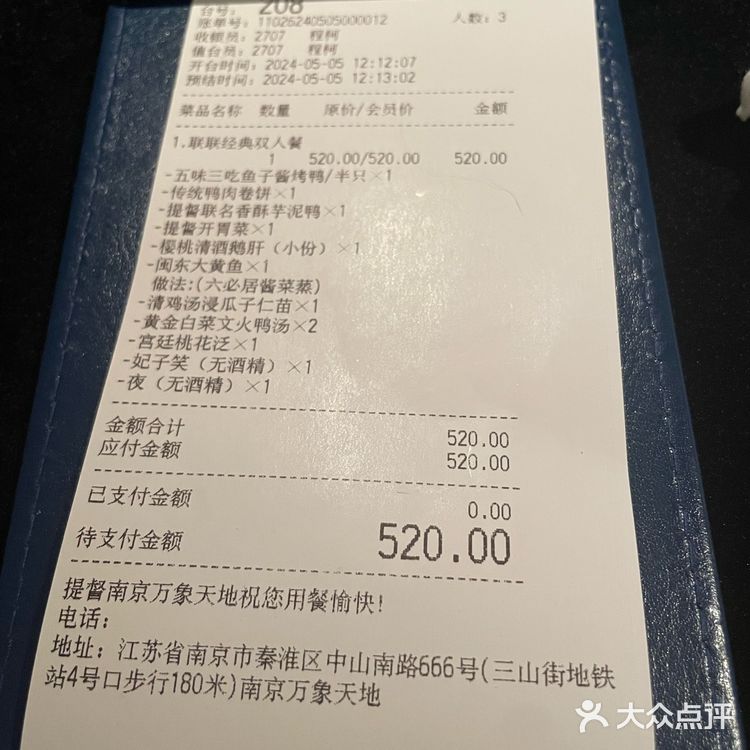 台号: 208
账单号: 11026240505000012 人数: 3
收银员: 2707 程柯
值台员: 2707 程柯
开台时间: 2024-05-05 12:12:07
预结时间: 2024-05-05 12:13:02
菜品名称 数量 原价/会员价 金额
1.联联经典双人餐
1 520.00/520.00 520.00
-五味三吃鱼子酱烤鸭/半只×1
-传统鸭肉卷饼×1
-提督联名香酥芋泥鸭×1
-提督开胃菜×1
-樱桃清酒鹅肝（小份）×1
-闽东大黄鱼×1
做法:(六必居酱菜蒸)
-清鸡汤浸瓜子仁苗×1
-黄金白菜文火鸭汤×2
-宫廷桃花泛×1
-妃子笑（无酒精）×1
-夜（无酒精）×1
金额合计 520.00
应付金额 520.00
已支付金额 0.00
待支付金额 520.00
提督南京万象天地祝您用餐愉快!
电话:
地址: 江苏省南京市秦淮区中山南路666号(三山街地铁
站4号口步行180米)南京万象天地
大众点评